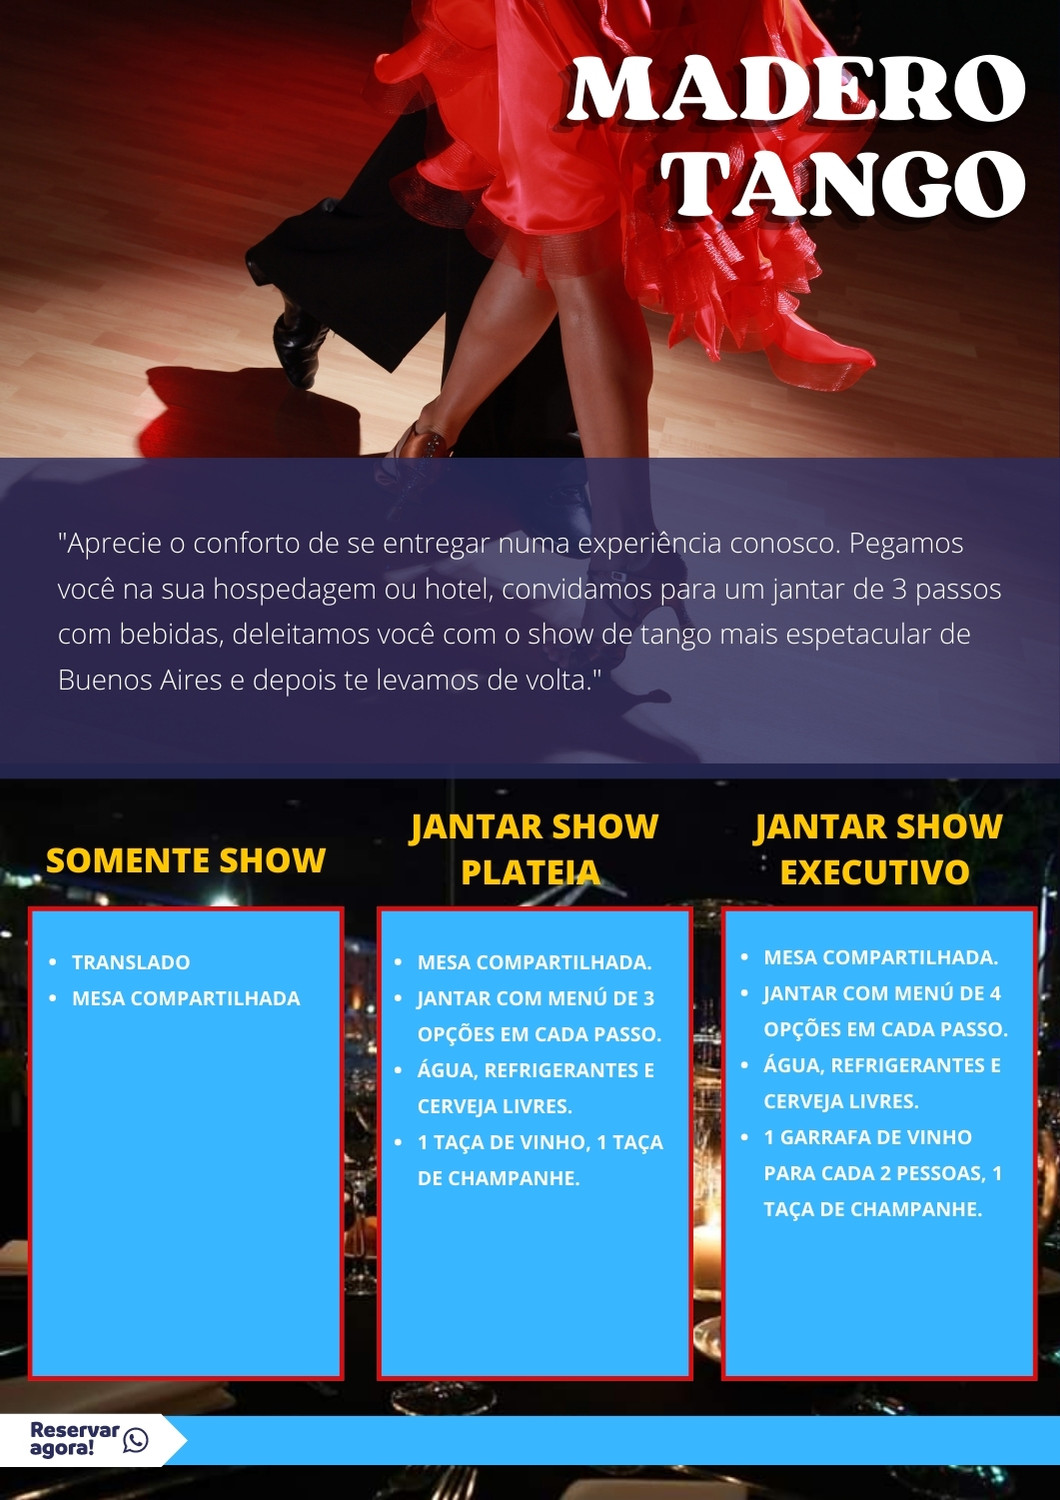 MADERO
TANGO
"Aprecie o conforto de se entregar numa experiência conosco. Pegamos
você na sua hospedagem ou hotel, convidamos para um jantar de 3 passos
com bebidas, deleitamos você com o show de tango mais espetacular de
Buenos Aires e depois te levamos de volta."
SOMENTE SHOW
• TRANSLADO
• MESA COMPARTILHADA
JANTAR SHOW
PLATEIA
• MESA COMPARTILHADA.
• JANTAR COM MENÚ DE 3
OPÇÕES EM CADA PASSO.
• ÁGUA, REFRIGERANTES E
CERVEJA LIVRES.
• 1 TAÇA DE VINHO, 1 TAÇA
DE CHAMPANHE.
JANTAR SHOW
EXECUTIVO
• MESA COMPARTILHADA.
• JANTAR COM MENÚ DE 4
OPÇÕES EM CADA PASSO.
• ÁGUA, REFRIGERANTES E
CERVEJA LIVRES.
• 1 GARRAFA DE VINHO
PARA CADA 2 PESSOAS, 1
TAÇA DE CHAMPANHE.
Reservar
agora!